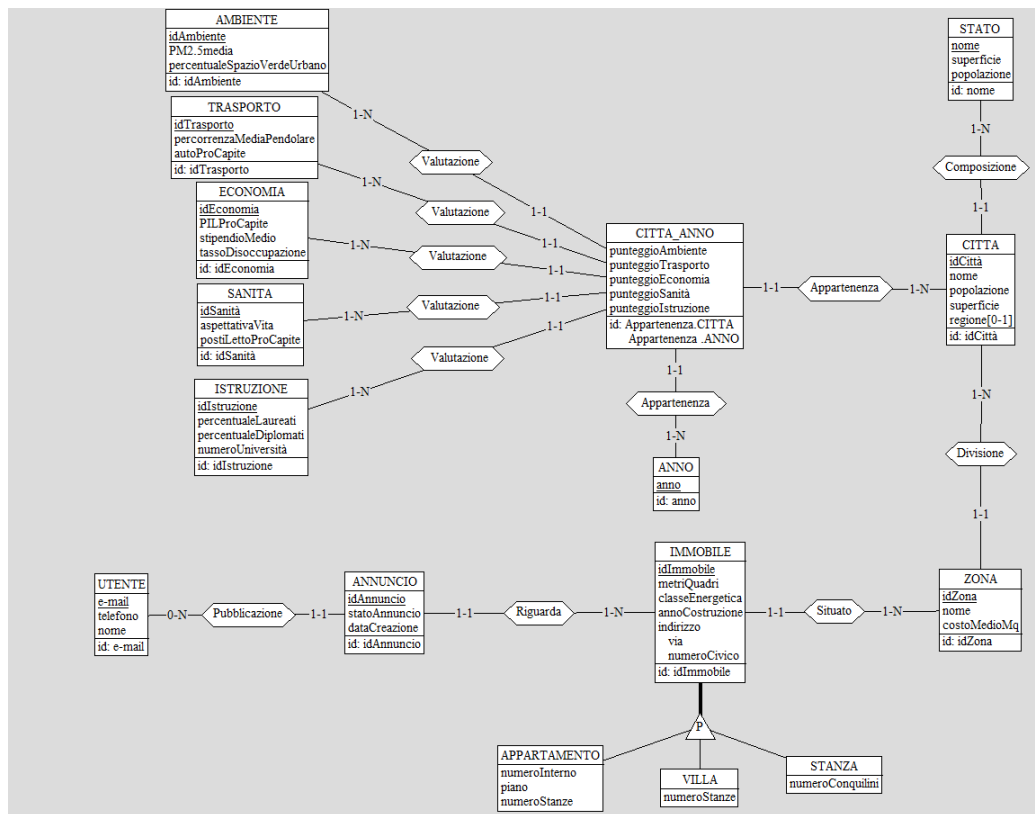 AMBIENTE
idAmbiente
PM2.5media
percentualeSpazioVerdeUrbano
id: idAmbiente
1-N
Valutazione
1-1
TRASPORTO
idTrasporto
percorrenzaMediaPendolare
autoProCapite
id: idTrasporto
1-N
Valutazione
1-1
ECONOMIA
idEconomia
PILProCapite
stipendioMedio
tassoDisoccupazione
id: idEconomia
1-N
Valutazione
1-1
SANITA
idSanità
aspettativaVita
postiLettoProCapite
id: idSanità
1-N
Valutazione
1-1
ISTRUZIONE
idIstruzione
percentualeLaureati
percentualeDiplomati
numeroUniversità
id: idIstruzione
1-N
Valutazione
1-1
CITTA_ANNO
punteggioAmbiente
punteggioTrasporto
punteggioEconomia
punteggioSanità
punteggioIstruzione
id: Appartenenza.CITTA
Appartenenza .ANNO
1-1
Appartenenza
1-N
STATO
nome
superficie
popolazione
id: nome
1-N
Composizione
1-1
CITTA
idCittà
nome
popolazione
superficie
regione[0-1]
id: idCittà
1-1
Appartenenza
1-N
ANNO
anno
id: anno
1-N
Divisione
1-1
UTENTE
e-mail
telefono
nome
id: e-mail
0-N
Pubblicazione
1-1
ANNUNCIO
idAnnuncio
statoAnnuncio
dataCreazione
id: idAnnuncio
1-1
Riguarda
1-N
IMMOBILE
idImmobile
metriQuadri
classeEnergetica
annoCostruzione
indirizzo
via
numeroCivico
id: idImmobile
1-1
Situato
1-N
ZONA
idZona
nome
costoMedioMq
id: idZona
P
APPARTAMENTO
numeroInterno
piano
numeroStanze
VILLA
numeroStanze
STANZA
numeroConquilini